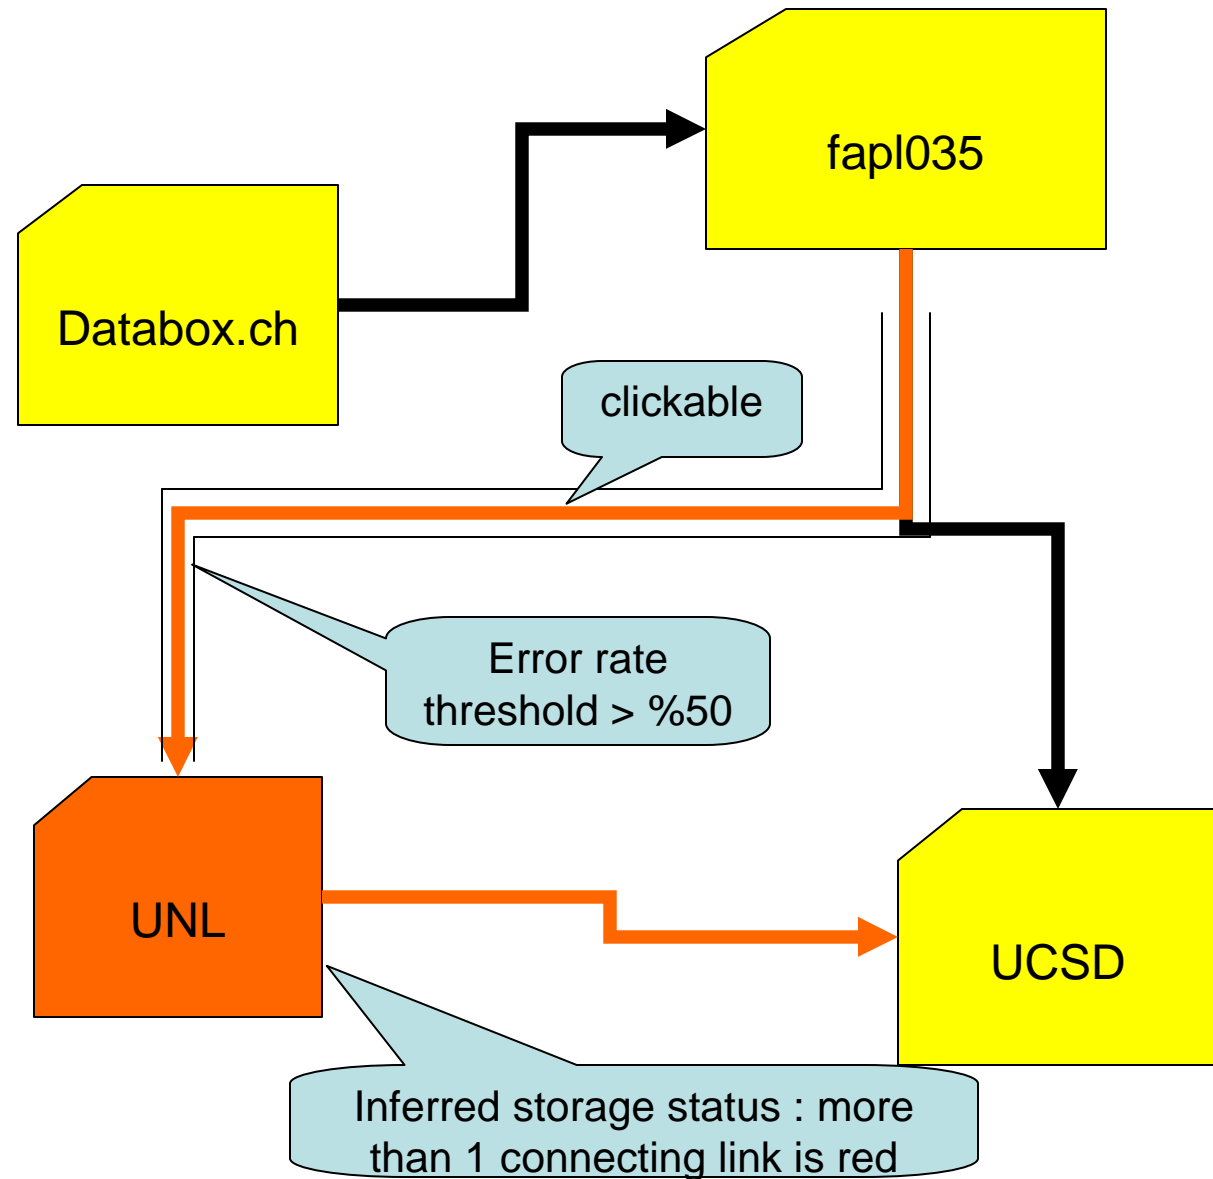 fapl035
Databox.ch
clickable
Error rate
threshold > %50
UNL
UCSD
Inferred storage status : more
than 1 connecting link is red